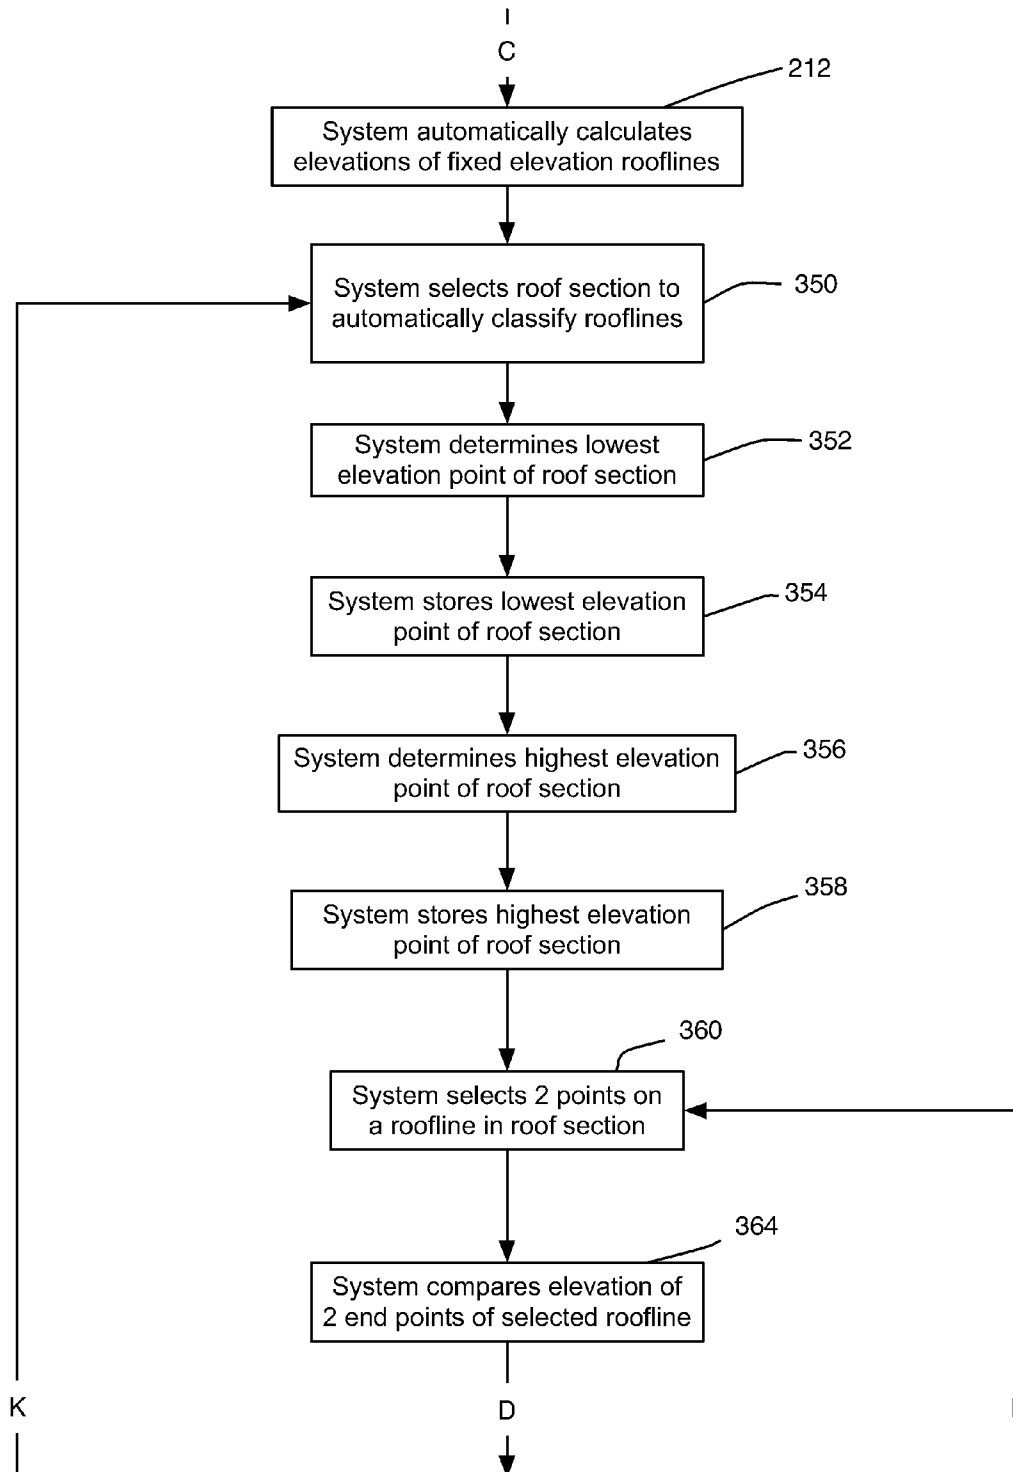 C
212
System automatically calculates
elevations of fixed elevation rooflines
350
System selects roof section to
automatically classify rooflines
352
System determines lowest
elevation point of roof section
354
System stores lowest elevation
point of roof section
356
System determines highest elevation
point of roof section
358
System stores highest elevation
point of roof section
360
System selects 2 points on
a roofline in roof section
364
System compares elevation of
2 end points of selected roofline
K
D